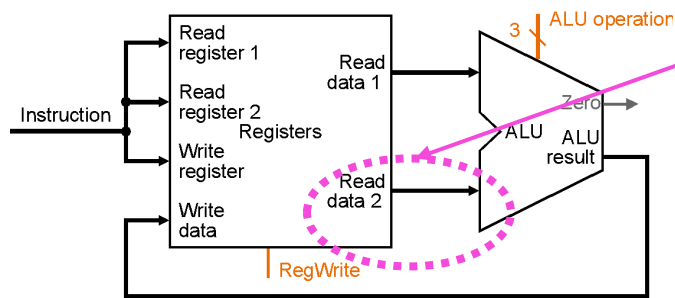 3
ALU operation
Read
register 1
Read
data 1
Read
register 2
Registers
Instruction
Zero
ALU
ALU
result
Write
register
Read
data 2
Write
data
RegWrite